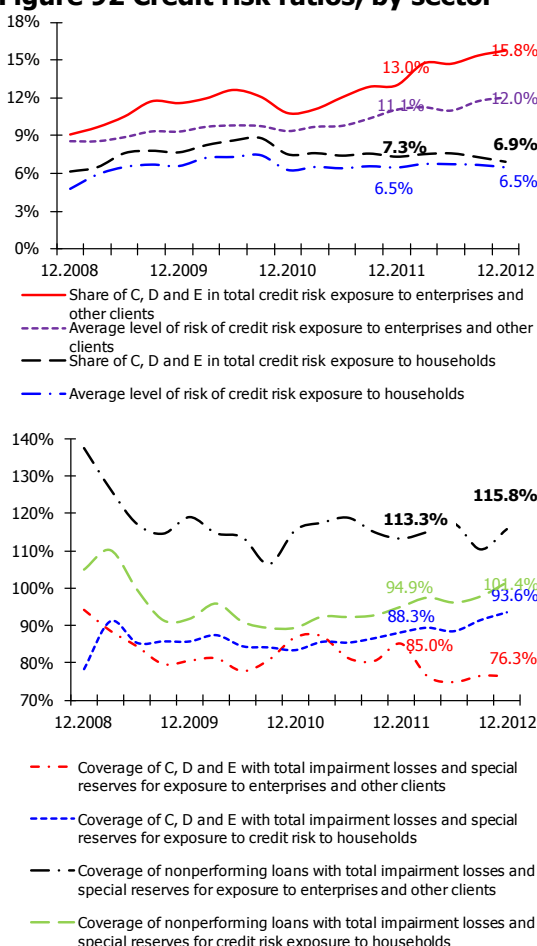 Figure 92 Credit risk ratios, by sector
18%
15%
12%
9%
6%
3%
0%
15.8%
13.0%
12.0%
11.1%
7.3%
6.9%
6.5%
6.5%
12.2008 12.2009 12.2010 12.2011 12.2012
Share of C, D and E in total credit risk exposure to enterprises and
other clients
Average level of risk of credit risk exposure to enterprises and other
clients
Share of C, D and E in total credit risk exposure to households
Average level of risk of credit risk exposure to households
140%
130%
120%
110%
100%
90%
80%
70%
115.8%
113.3%
94.9%
101.4%
93.6%
88.3%
85.0%
76.3%
12.2008 12.2009 12.2010 12.2011 12.2012
Coverage of C, D and E with total impairment losses and special
reserves for exposure to enterprises and other clients
Coverage of C, D and E with total impairment losses and special
reserves for exposure to credit risk to households
Coverage of nonperforming loans with total impairment losses and
special reserves for exposure to enterprises and other clients
Coverage of nonperforming loans with total impairment losses and
special reserves for credit risk exposure to households